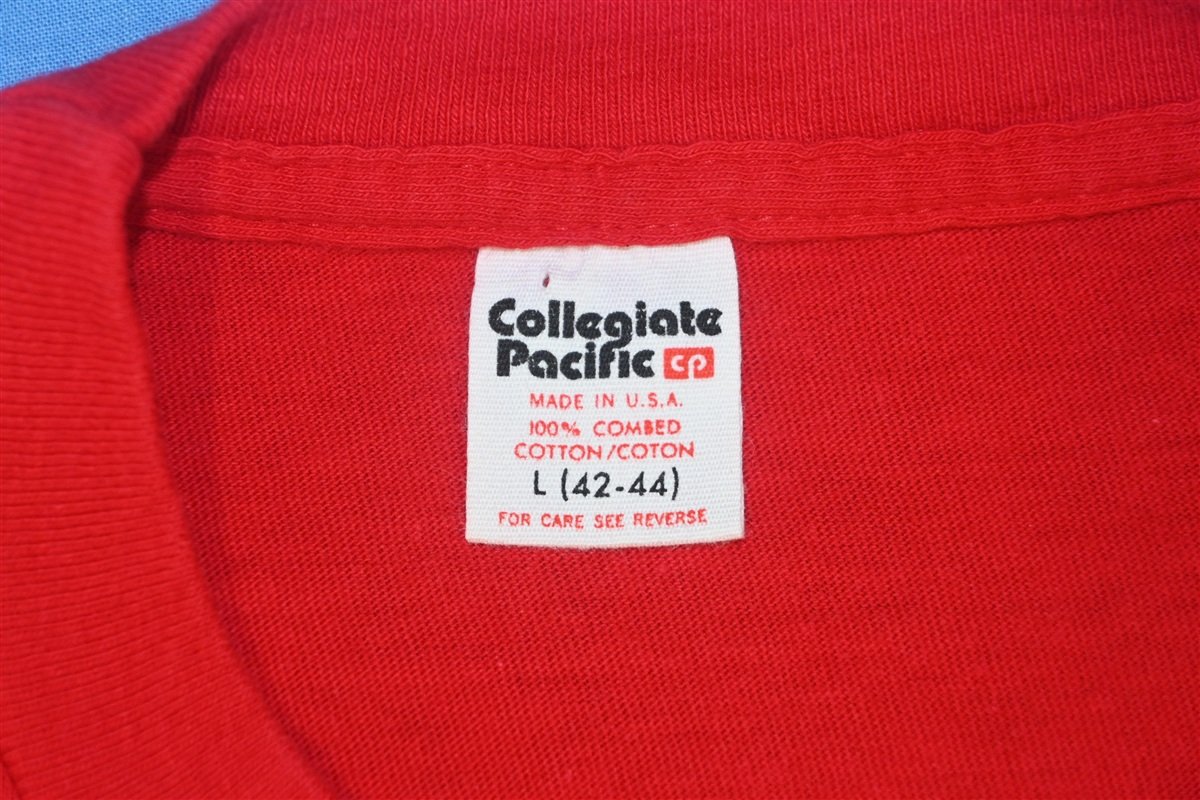 Collegiate
Pacific cp
MADE IN U.S.A.
100% COMBED
COTTON/COTON
L (42-44)
FOR CARE SEE REVERSE